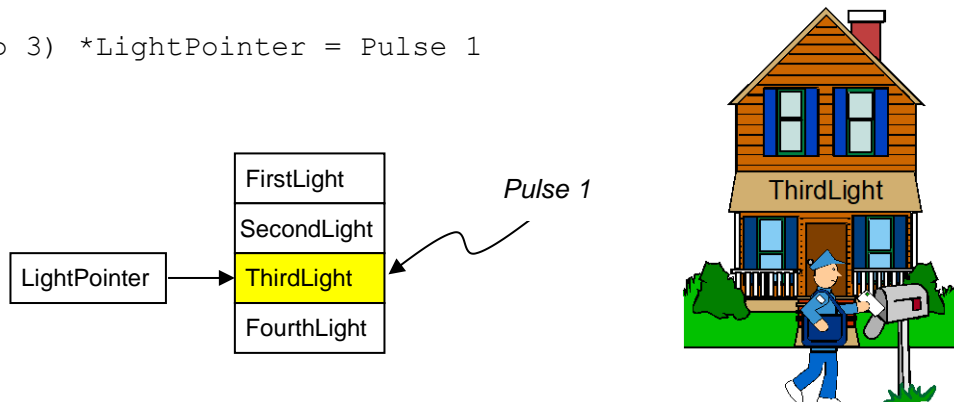 3) *LightPointer = Pulse 1
FirstLight
Pulse 1
ThirdLight
SecondLight
LightPointer
ThirdLight
FourthLight